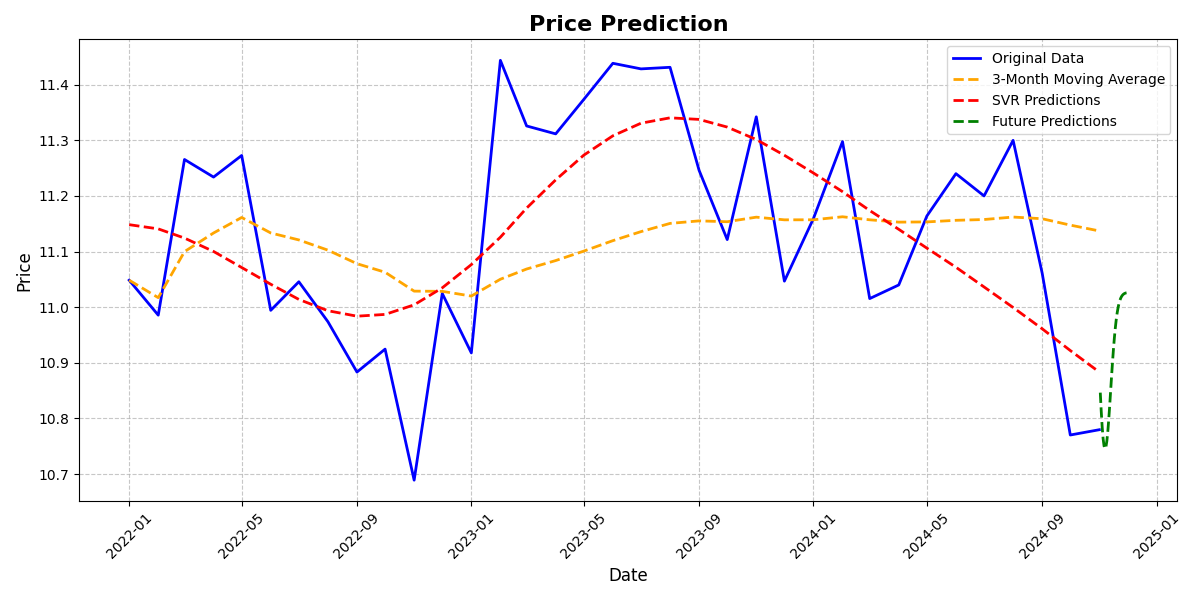 Price Prediction
Original Data
3-Month Moving Average
SVR Predictions
Future Predictions
Price
11.4
11.3
11.2
11.1
11.0
10.9
10.8
10.7
2022-01
2022-05
2022-09
2023-01
2023-05
2023-09
2024-01
2024-05
2024-09
2025-01
Date